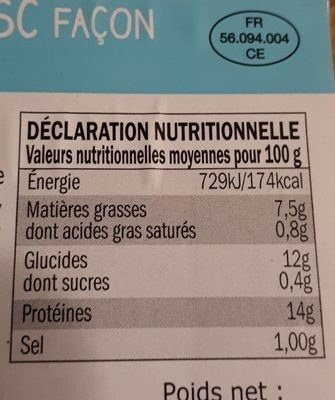 SC FAÇON
FR
56.094.004
CE
DÉCLARATION NUTRITIONNELLE
Valeurs nutritionnelles moyennes pour 100 g
Énergie 729kJ/174kcal
Matières grasses 7,5g
dont acides gras saturés 0,8g
Glucides 12g
dont sucres 0,4g
Protéines 14g
Sel 1,00g
Poids net :